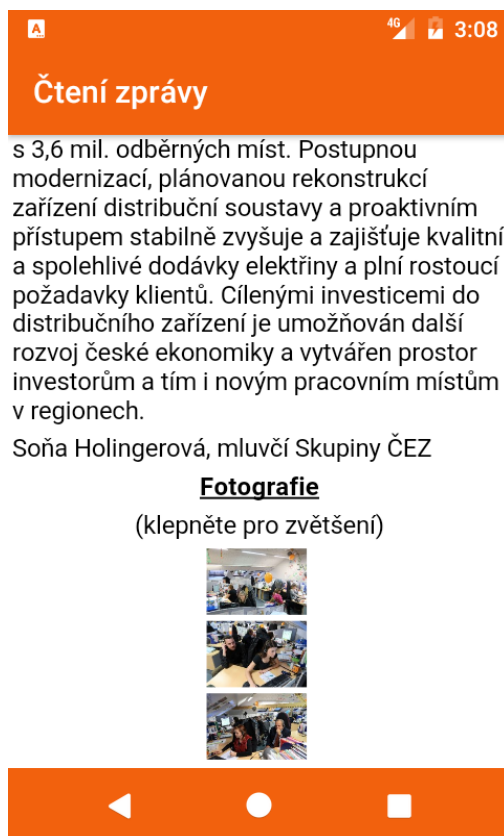 4G 3:08
Čtení zprávy
s 3,6 mil. odběrných míst. Postupnou
modernizací, plánovanou rekonstrukcí
zařízení distribuční soustavy a proaktivním
přístupem stabilně zvyšuje a zajišťuje kvalitní
a spolehlivé dodávky elektřiny a plní rostoucí
požadavky klientů. Cílenými investicemi do
distribučního zařízení je umožňován další
rozvoj české ekonomiky a vytvářen prostor
investorům a tím i novým pracovním místům
v regionech.
Soňa Holingerová, mluvčí Skupiny ČEZ
Fotografie
(klepněte pro zvětšení)